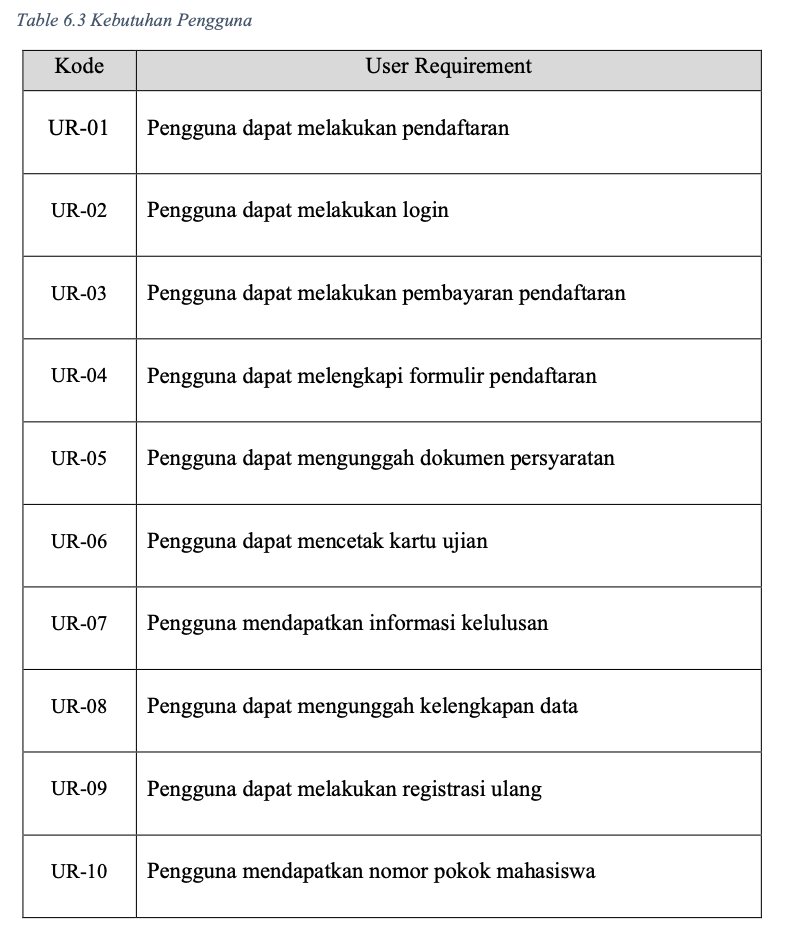 Table 6.3 Kebutuhan Pengguna
Kode User Requirement
UR-01 Pengguna dapat melakukan pendaftaran
UR-02 Pengguna dapat melakukan login
UR-03 Pengguna dapat melakukan pembayaran pendaftaran
UR-04 Pengguna dapat melengkapi formulir pendaftaran
UR-05 Pengguna dapat mengunggah dokumen persyaratan
UR-06 Pengguna dapat mencetak kartu ujian
UR-07 Pengguna mendapatkan informasi kelulusan
UR-08 Pengguna dapat mengunggah kelengkapan data
UR-09 Pengguna dapat melakukan registrasi ulang
UR-10 Pengguna mendapatkan nomor pokok mahasiswa